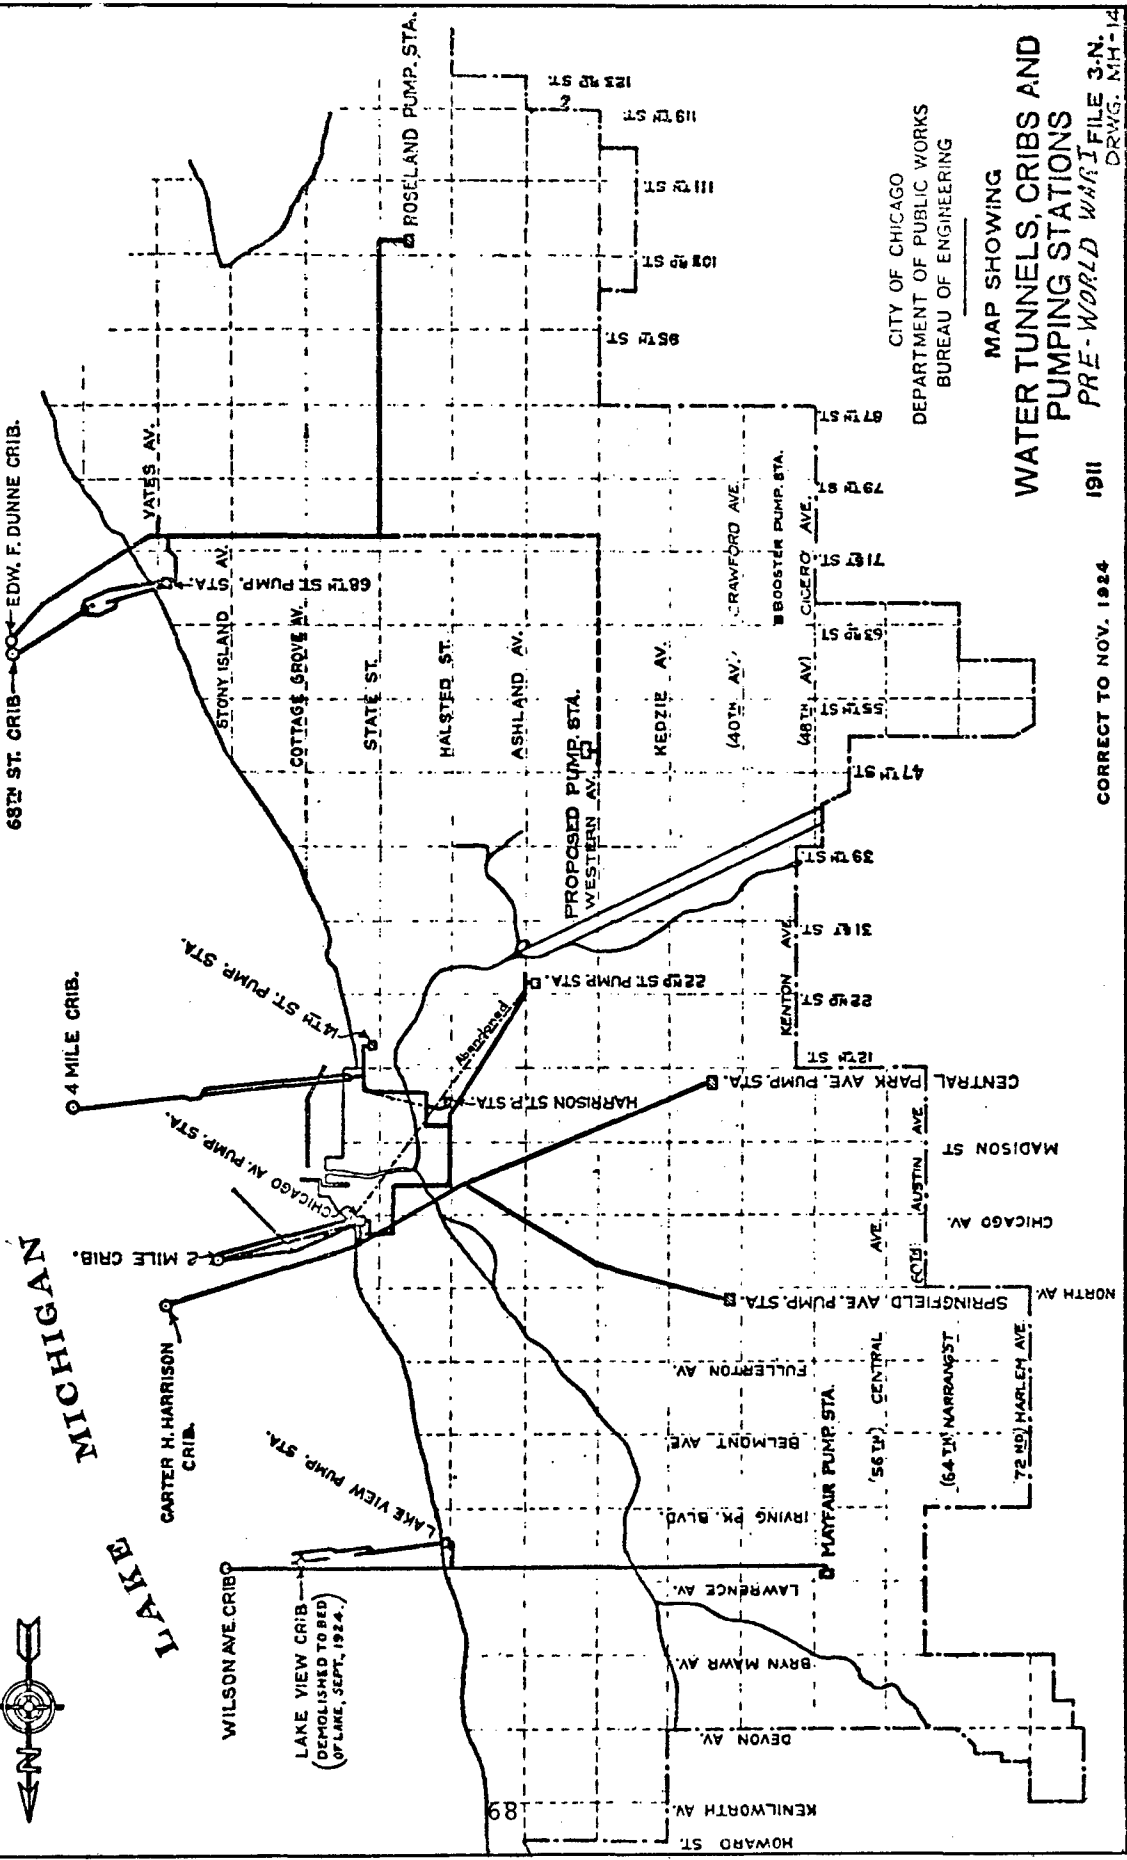 68TH ST. CRIB
EDW. F. DUNNE CRIB.
4 MILE CRIB.
2 MILE CRIB.
CARTER H. HARRISON
CRIB.
WILSON AVE. CRIB
LAKE VIEW CRIB
(DEMOLISHED TO BED
OF LAKE, SEPT, 1924.)
LAKE MICHIGAN
N
ROSELAND PUMP. STA.
68TH ST. PUMP. STA.
14TH ST. PUMP. STA.
CHICAGO AV. PUMP. STA.
HARRISON ST. P. STA.
Abandoned
22ND ST. PUMP. STA.
PROPOSED PUMP. STA.
BOOSTER PUMP. STA.
CENTRAL PARK AVE. PUMP. STA.
SPRINGFIELD AVE. PUMP. STA.
LAKE VIEW PUMP. STA.
MAYFAIR PUMP. STA.
YATES AV.
STONY ISLAND AV.
COTTAGE GROVE AV.
STATE ST.
HALSTED ST.
ASHLAND AV.
WESTERN AV.
KEDZIE AV.
(40TH AV.) CRAWFORD AVE.
(48TH AV) CICERO AVE.
KENTON AVE
(56TH) CENTRAL AVE.
60TH AUSTIN AVE
(64TH) NARRANGST
72ND) HARLEM AVE.
123RD ST.
119TH ST.
111TH ST.
103RD ST.
95TH ST.
87TH ST.
79TH ST.
71ST ST.
63RD ST
55TH ST
47TH ST.
39TH ST.
31ST ST.
22ND ST.
12TH ST.
MADISON ST
CHICAGO AV.
NORTH AV
FULLERTON AV.
BELMONT AVE
IRVING PK. BLVD.
LAWRENCE AV.
BRYN MAWR AV.
DEVON AV.
KENILWORTH AV.
HOWARD ST.
CITY OF CHICAGO
DEPARTMENT OF PUBLIC WORKS
BUREAU OF ENGINEERING
MAP SHOWING
WATER TUNNELS, CRIBS AND
PUMPING STATIONS
1911 PRE-WORLD WAR I FILE 3-N.
DRWG. MH-14
CORRECT TO NOV. 1924
68